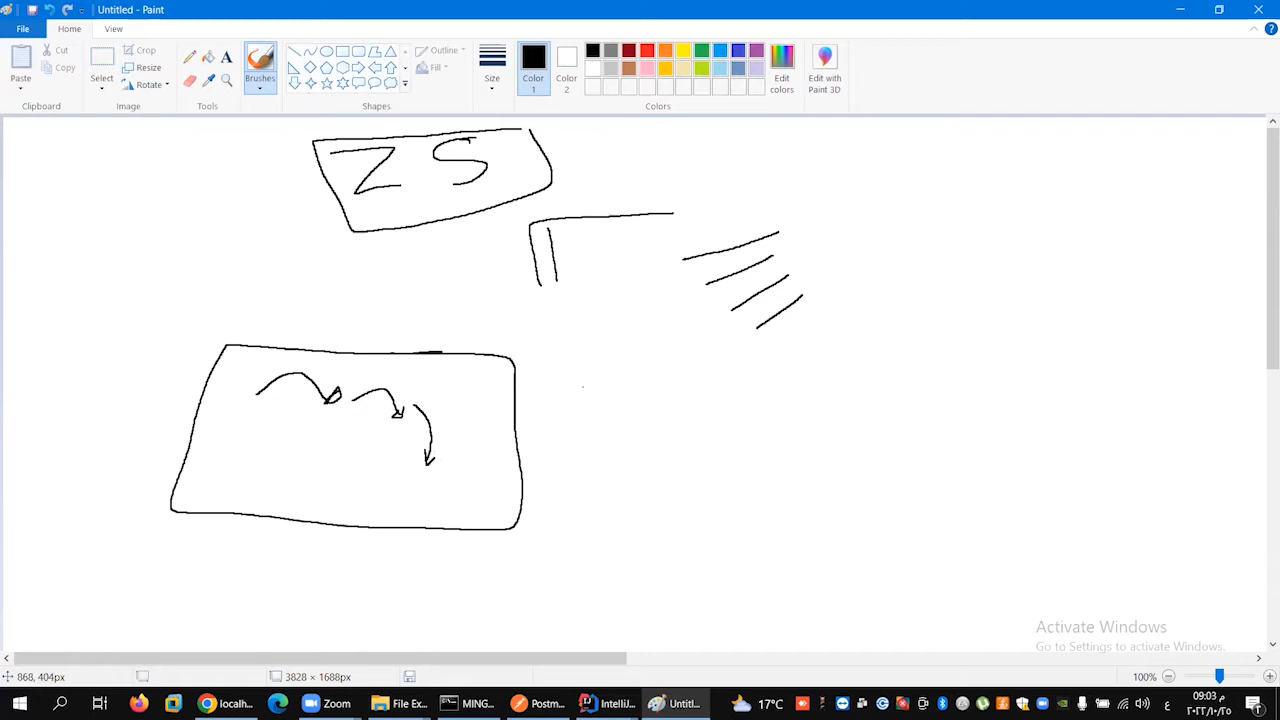 Untitled - Paint
File
Home
View
Paste
Cut
Copy
Clipboard
Select
Crop
Resize
Rotate
Image
Tools
Brushes
Shapes
Outline
Fill
Size
Color 1
Color 2
Edit colors
Colors
Edit with Paint 3D
Z S
Activate Windows
Go to Settings to activate Windows.
868, 404px
3828 × 1688px
100%
localh...
Zoom
File Ex...
MING...
Postm...
IntelliJ...
Untitl...
17°C
ع
09:03